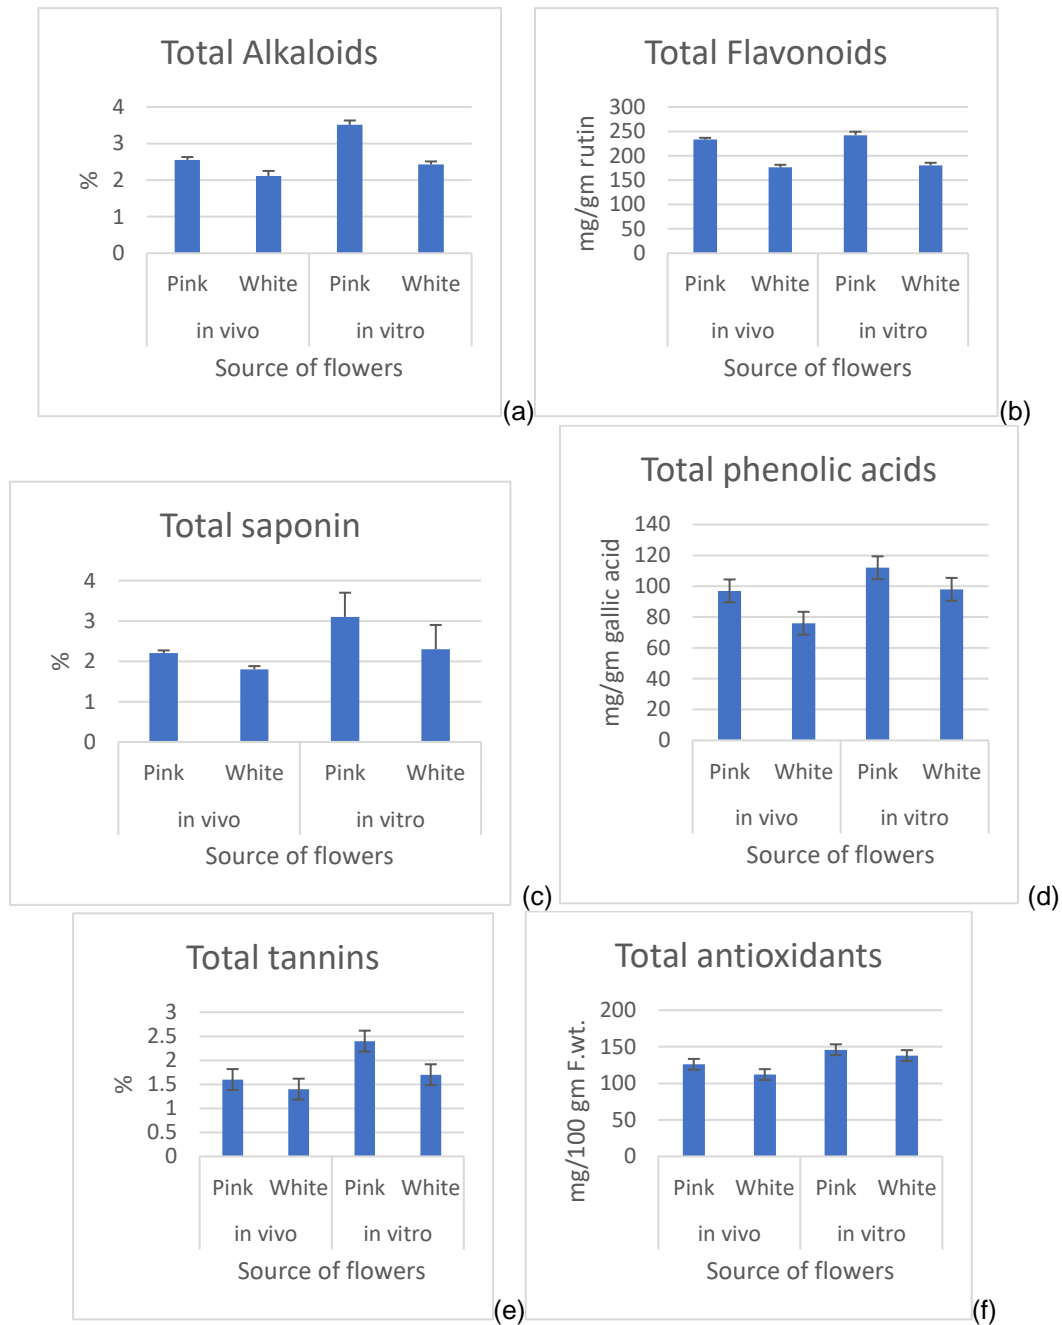 Total Alkaloids
%
4
3
2
1
0
Pink White Pink White
in vivo in vitro
Source of flowers
(a)
Total Flavonoids
mg/gm rutin
300
250
200
150
100
50
0
Pink White Pink White
in vivo in vitro
Source of flowers
(b)
Total saponin
%
4
3
2
1
0
Pink White Pink White
in vivo in vitro
Source of flowers
(c)
Total phenolic acids
mg/gm gallic acid
140
120
100
80
60
40
20
0
Pink White Pink White
in vivo in vitro
Source of flowers
(d)
Total tannins
%
3
2.5
2
1.5
1
0.5
0
Pink White Pink White
in vivo in vitro
Source of flowers
(e)
Total antioxidants
mg/100 gm F.wt.
200
150
100
50
0
Pink White Pink White
in vivo in vitro
Source of flowers
(f)